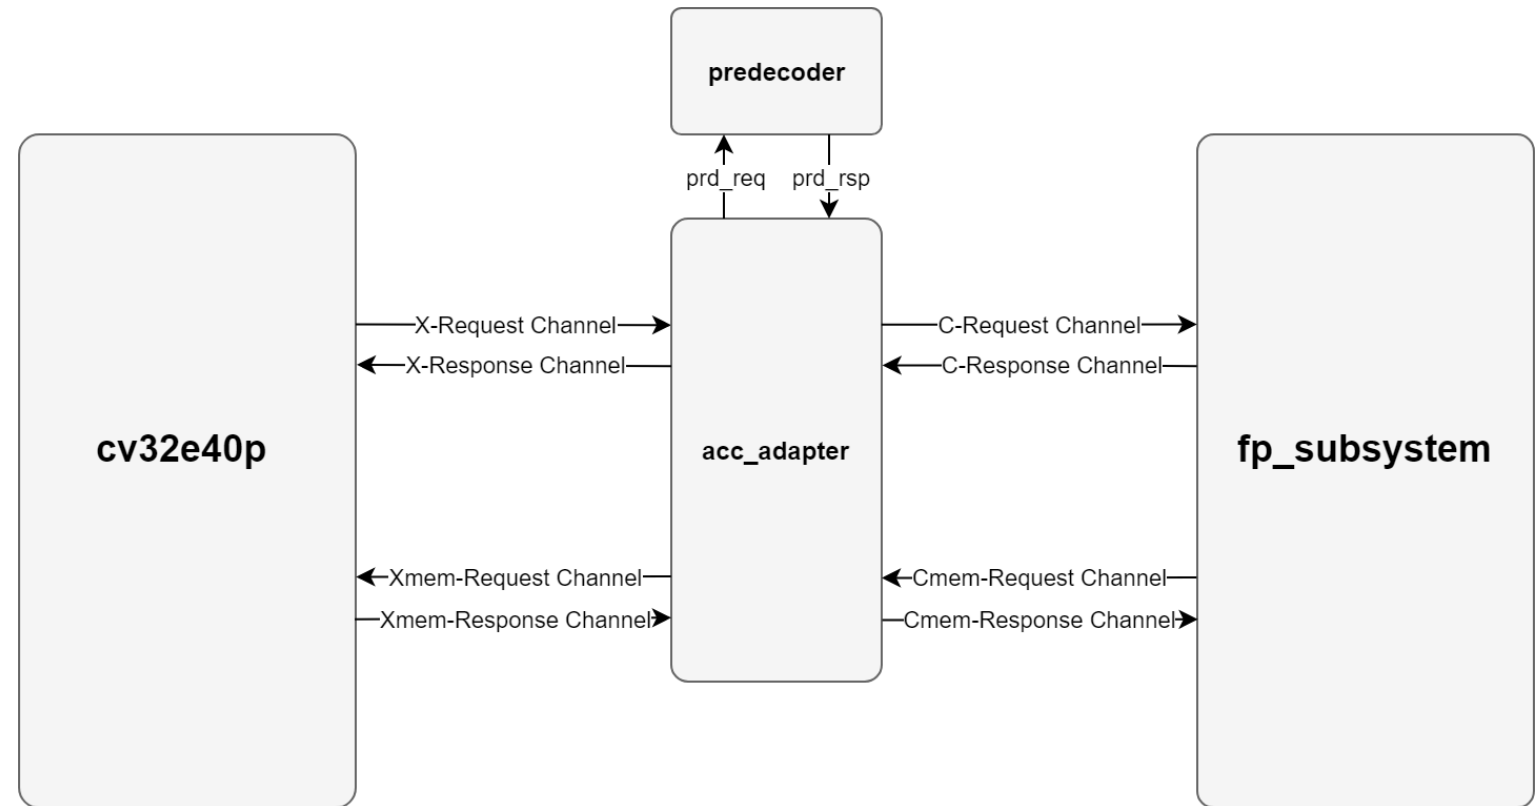 predecoder
prd_req
prd_rsp
X-Request Channel
C-Request Channel
X-Response Channel
C-Response Channel
cv32e40p
acc_adapter
fp_subsystem
Xmem-Request Channel
Cmem-Request Channel
Xmem-Response Channel
Cmem-Response Channel